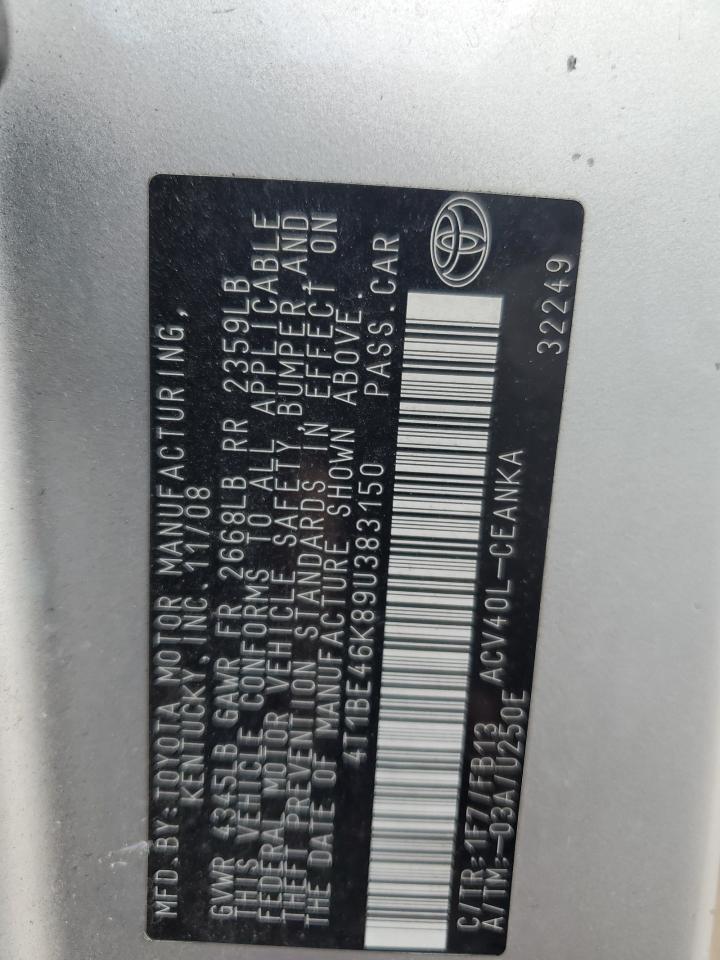 MFD.BY:TOYOTA MOTOR MANUFACTURING,
KENTUCKY, INC. 11/08
GVWR 4345LB GAWR FR 2668LB RR 2359LB
THIS VEHICLE CONFORMS TO ALL APPLICABLE
FEDERAL MOTOR VEHICLE SAFETY, BUMPER, AND
THEFT PREVENTION STANDARDS IN EFFECT ON
THE DATE OF MANUFACTURE SHOWN ABOVE.
4T1BE46K89U383150 PASS.CAR
C/TR:1F7/FB13 ACV40L-CEANKA
A/TM:-03A/U250E 32249